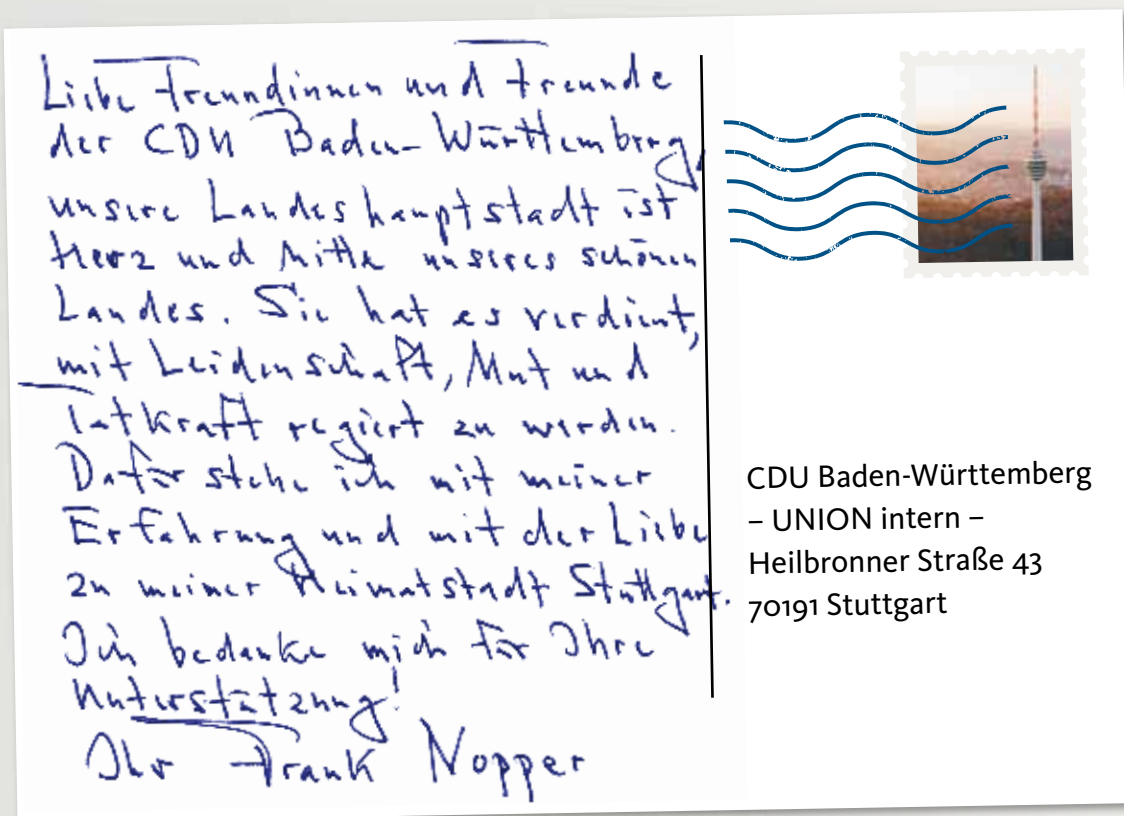 Liebe Freundinnen und Freunde
der CDU Baden-Württemberg,
unsere Landeshauptstadt ist
Herz und Mitte unseres schönen
Landes. Sie hat es verdient,
mit Leidenschaft, Mut und
Tatkraft regiert zu werden.
Dafür stehe ich mit meiner
Erfahrung und mit der Liebe
zu meiner Heimatstadt Stuttgart.
Ich bedanke mich für Ihre
Unterstützung!
Ihr Frank Nopper
CDU Baden-Württemberg
– UNION intern –
Heilbronner Straße 43
70191 Stuttgart